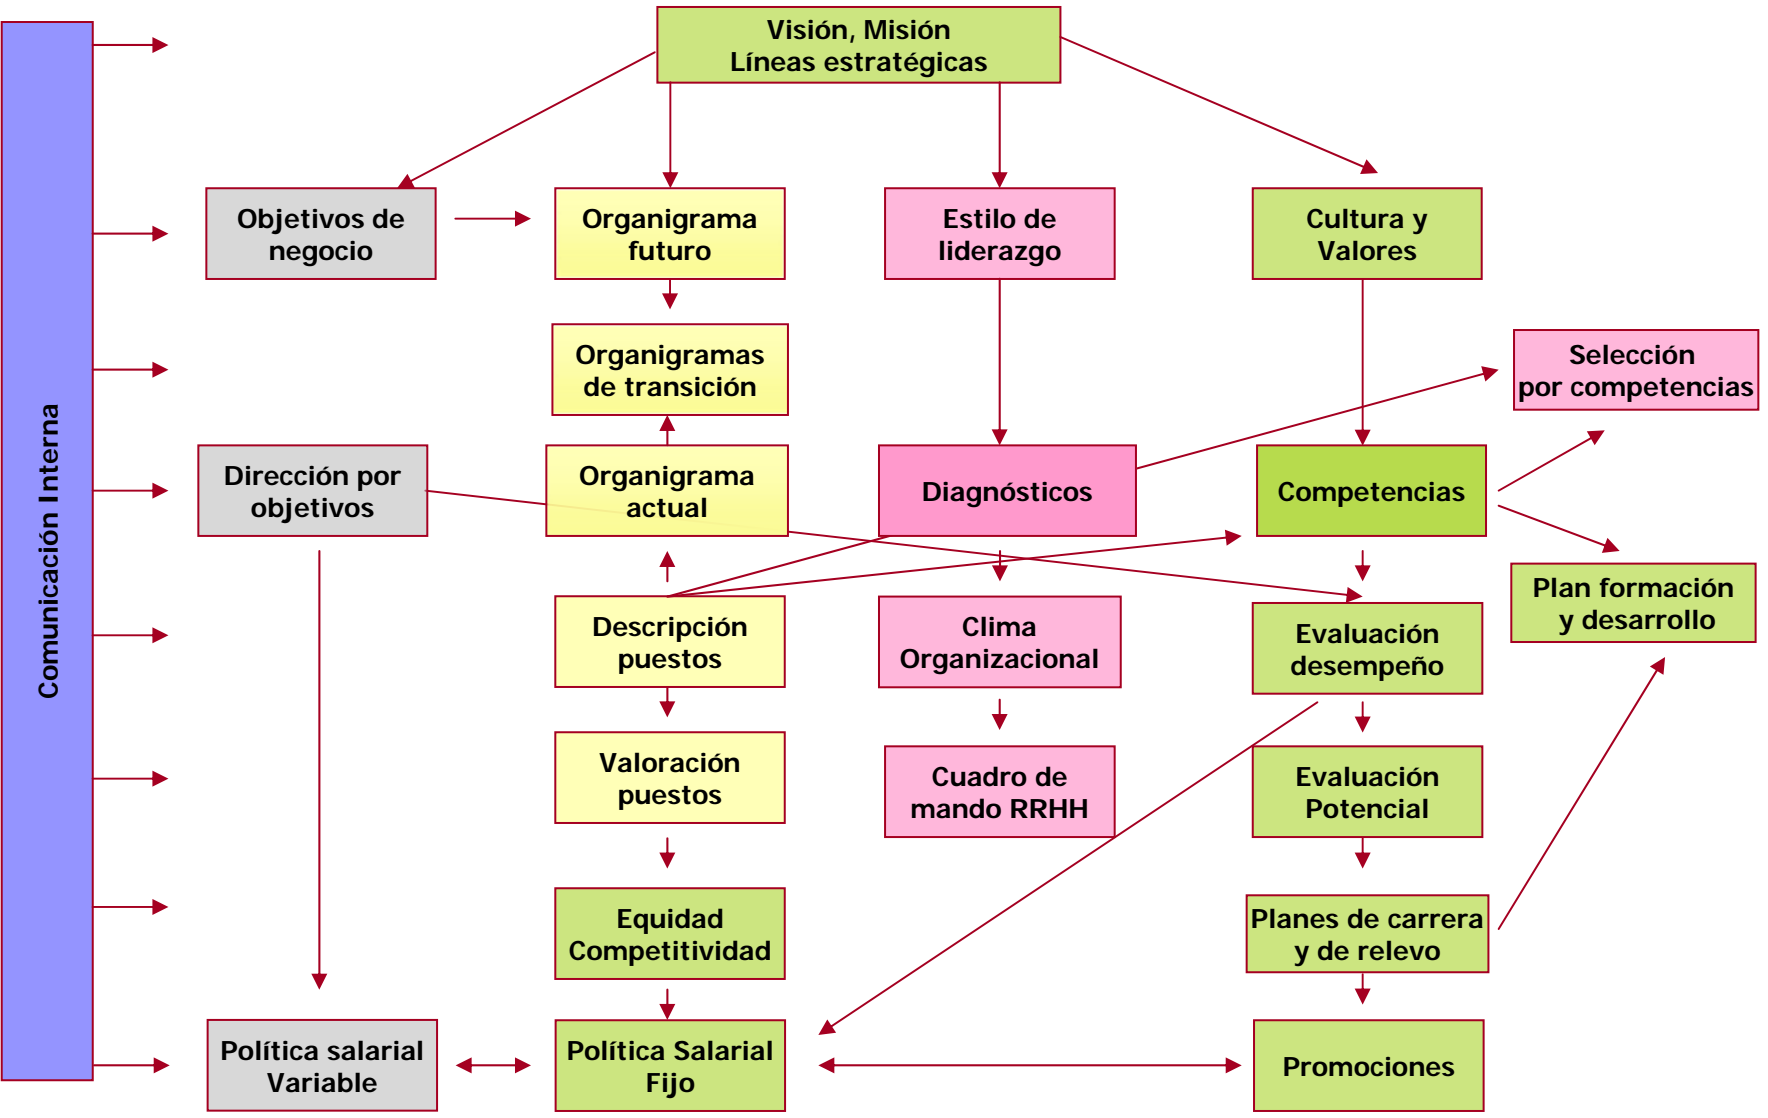 Visión, Misión
Líneas estratégicas
Comunicación Interna
Objetivos de
negocio
Organigrama
futuro
Estilo de
liderazgo
Cultura y
Valores
Organigramas
de transición
Selección
por competencias
Dirección por
objetivos
Organigrama
actual
Diagnósticos
Competencias
Plan formación
y desarrollo
Descripción
puestos
Clima
Organizacional
Evaluación
desempeño
Valoración
puestos
Cuadro de
mando RRHH
Evaluación
Potencial
Equidad
Competitividad
Planes de carrera
y de relevo
Política salarial
Variable
Política Salarial
Fijo
Promociones